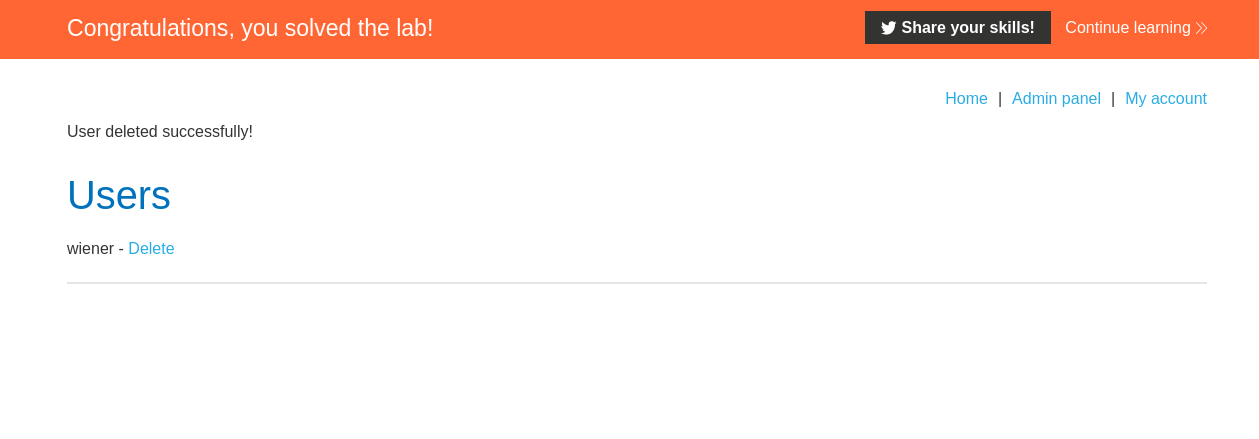 Congratulations, you solved the lab!
Share your skills!
Continue learning
Home | Admin panel | My account
User deleted successfully!
Users
wiener - Delete